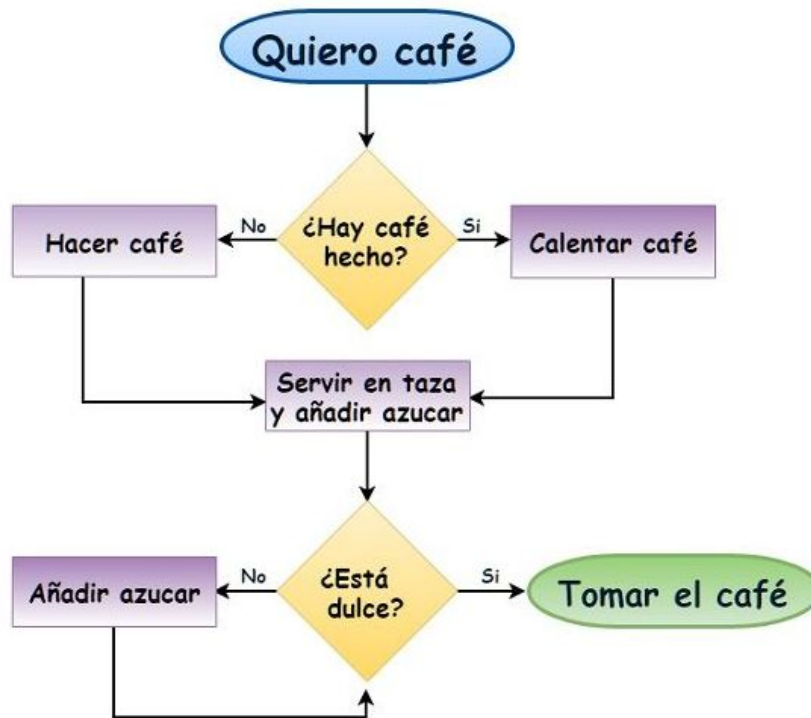 Quiero café
¿Hay café
hecho?
No
Si
Hacer café
Calentar café
Servir en taza
y añadir azucar
¿Está
dulce?
No
Si
Añadir azucar
Tomar el café